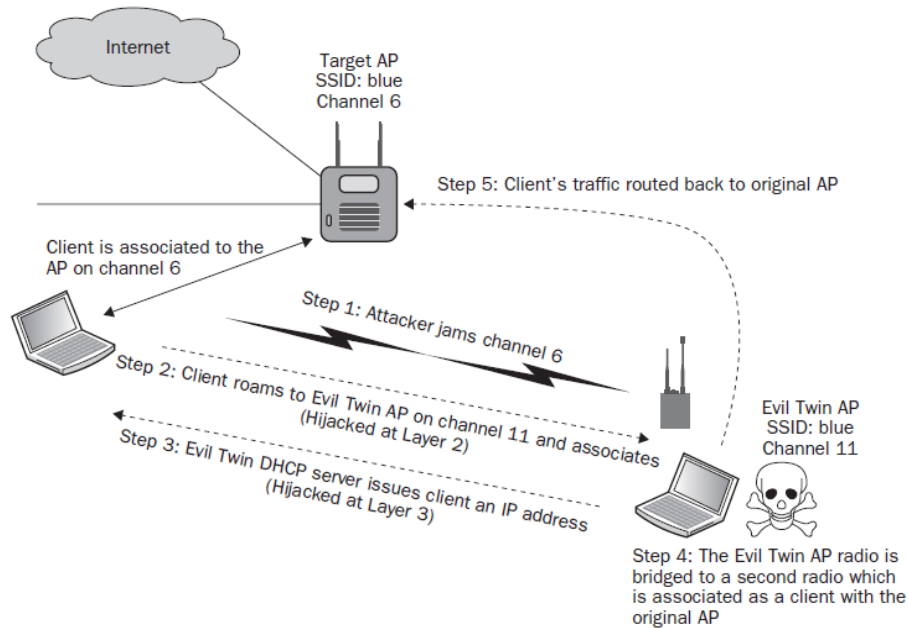 Internet
Target AP
SSID: blue
Channel 6
Step 5: Client's traffic routed back to original AP
Client is associated to the
AP on channel 6
Step 1: Attacker jams channel 6
Step 2: Client roams to Evil Twin AP on channel 11 and associates
(Hijacked at Layer 2)
Step 3: Evil Twin DHCP server issues client an IP address
(Hijacked at Layer 3)
Evil Twin AP
SSID: blue
Channel 11
Step 4: The Evil Twin AP radio is
bridged to a second radio which
is associated as a client with the
original AP